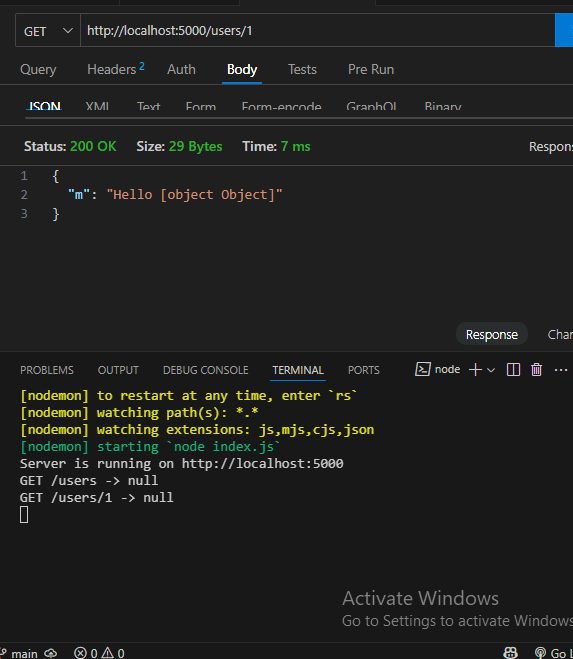 GET http://localhost:5000/users/1
Query Headers 2 Auth Body Tests Pre Run
JSON XML Text Form Form-encode GraphQL Binary
Status: 200 OK Size: 29 Bytes Time: 7 ms Respons
1 {
2 "m": "Hello [object Object]"
3 }
Response Char
PROBLEMS OUTPUT DEBUG CONSOLE TERMINAL PORTS node
[nodemon] to restart at any time, enter `rs`
[nodemon] watching path(s): *.*
[nodemon] watching extensions: js,mjs,cjs,json
[nodemon] starting `node index.js`
Server is running on http://localhost:5000
GET /users -> null
GET /users/1 -> null
Activate Windows
Go to Settings to activate Windows
main 0 0 Go L